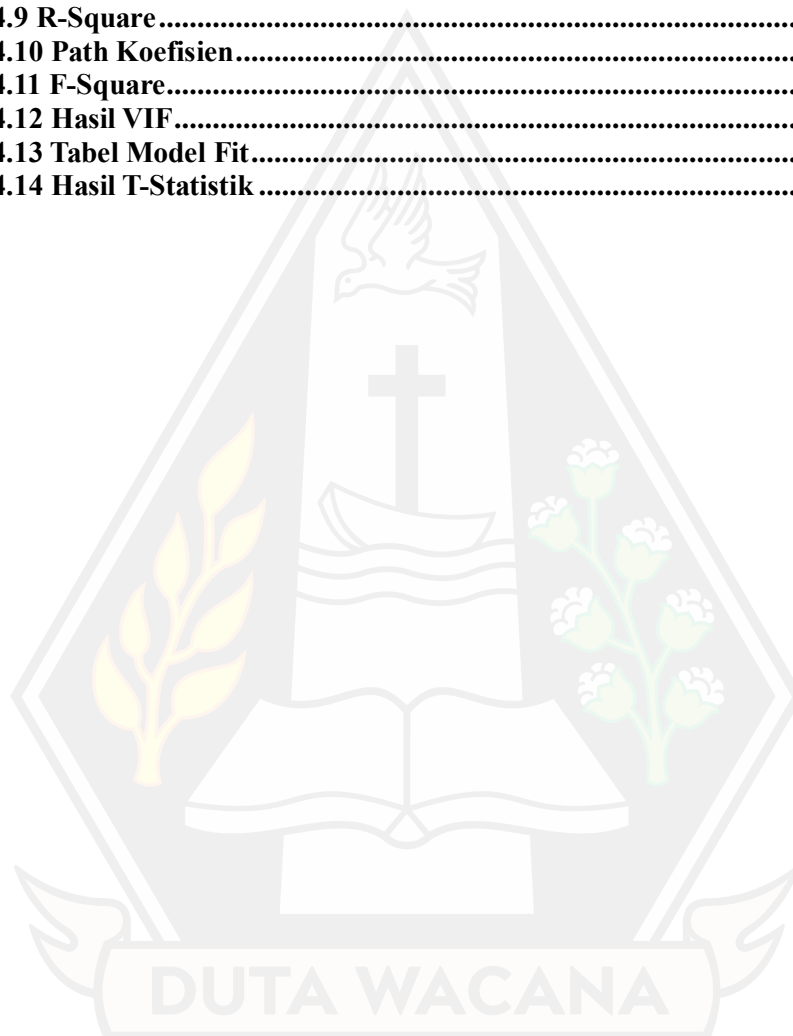 4.9 R-Square..........................................................................................
4.10 Path Koefisien..............................................................................
4.11 F-Square........................................................................................
4.12 Hasil VIF.......................................................................................
4.13 Tabel Model Fit............................................................................
4.14 Hasil T-Statistik ...........................................................................
DUTA WACANA